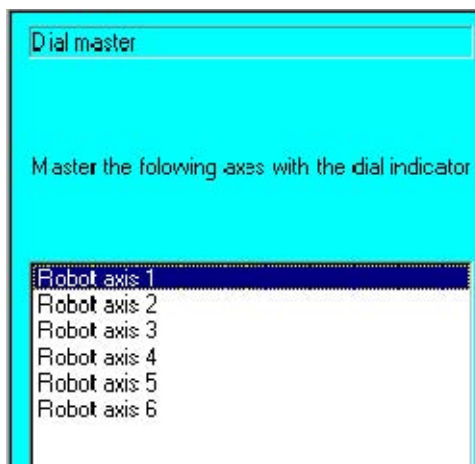 Dial master
Master the folowing axes with the dial indicator
Robot axis 1
Robot axis 2
Robot axis 3
Robot axis 4
Robot axis 5
Robot axis 6